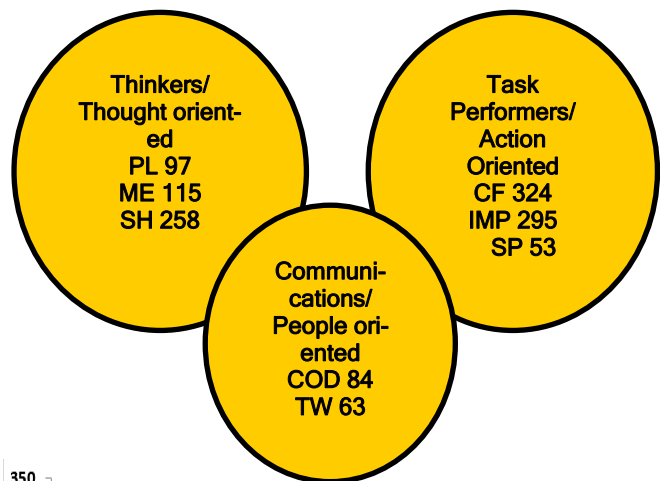 Thinkers/
Thought orient-
ed
PL 97
ME 115
SH 258
Task
Performers/
Action
Oriented
CF 324
IMP 295
SP 53
Communi-
cations/
People ori-
ented
COD 84
TW 63
350